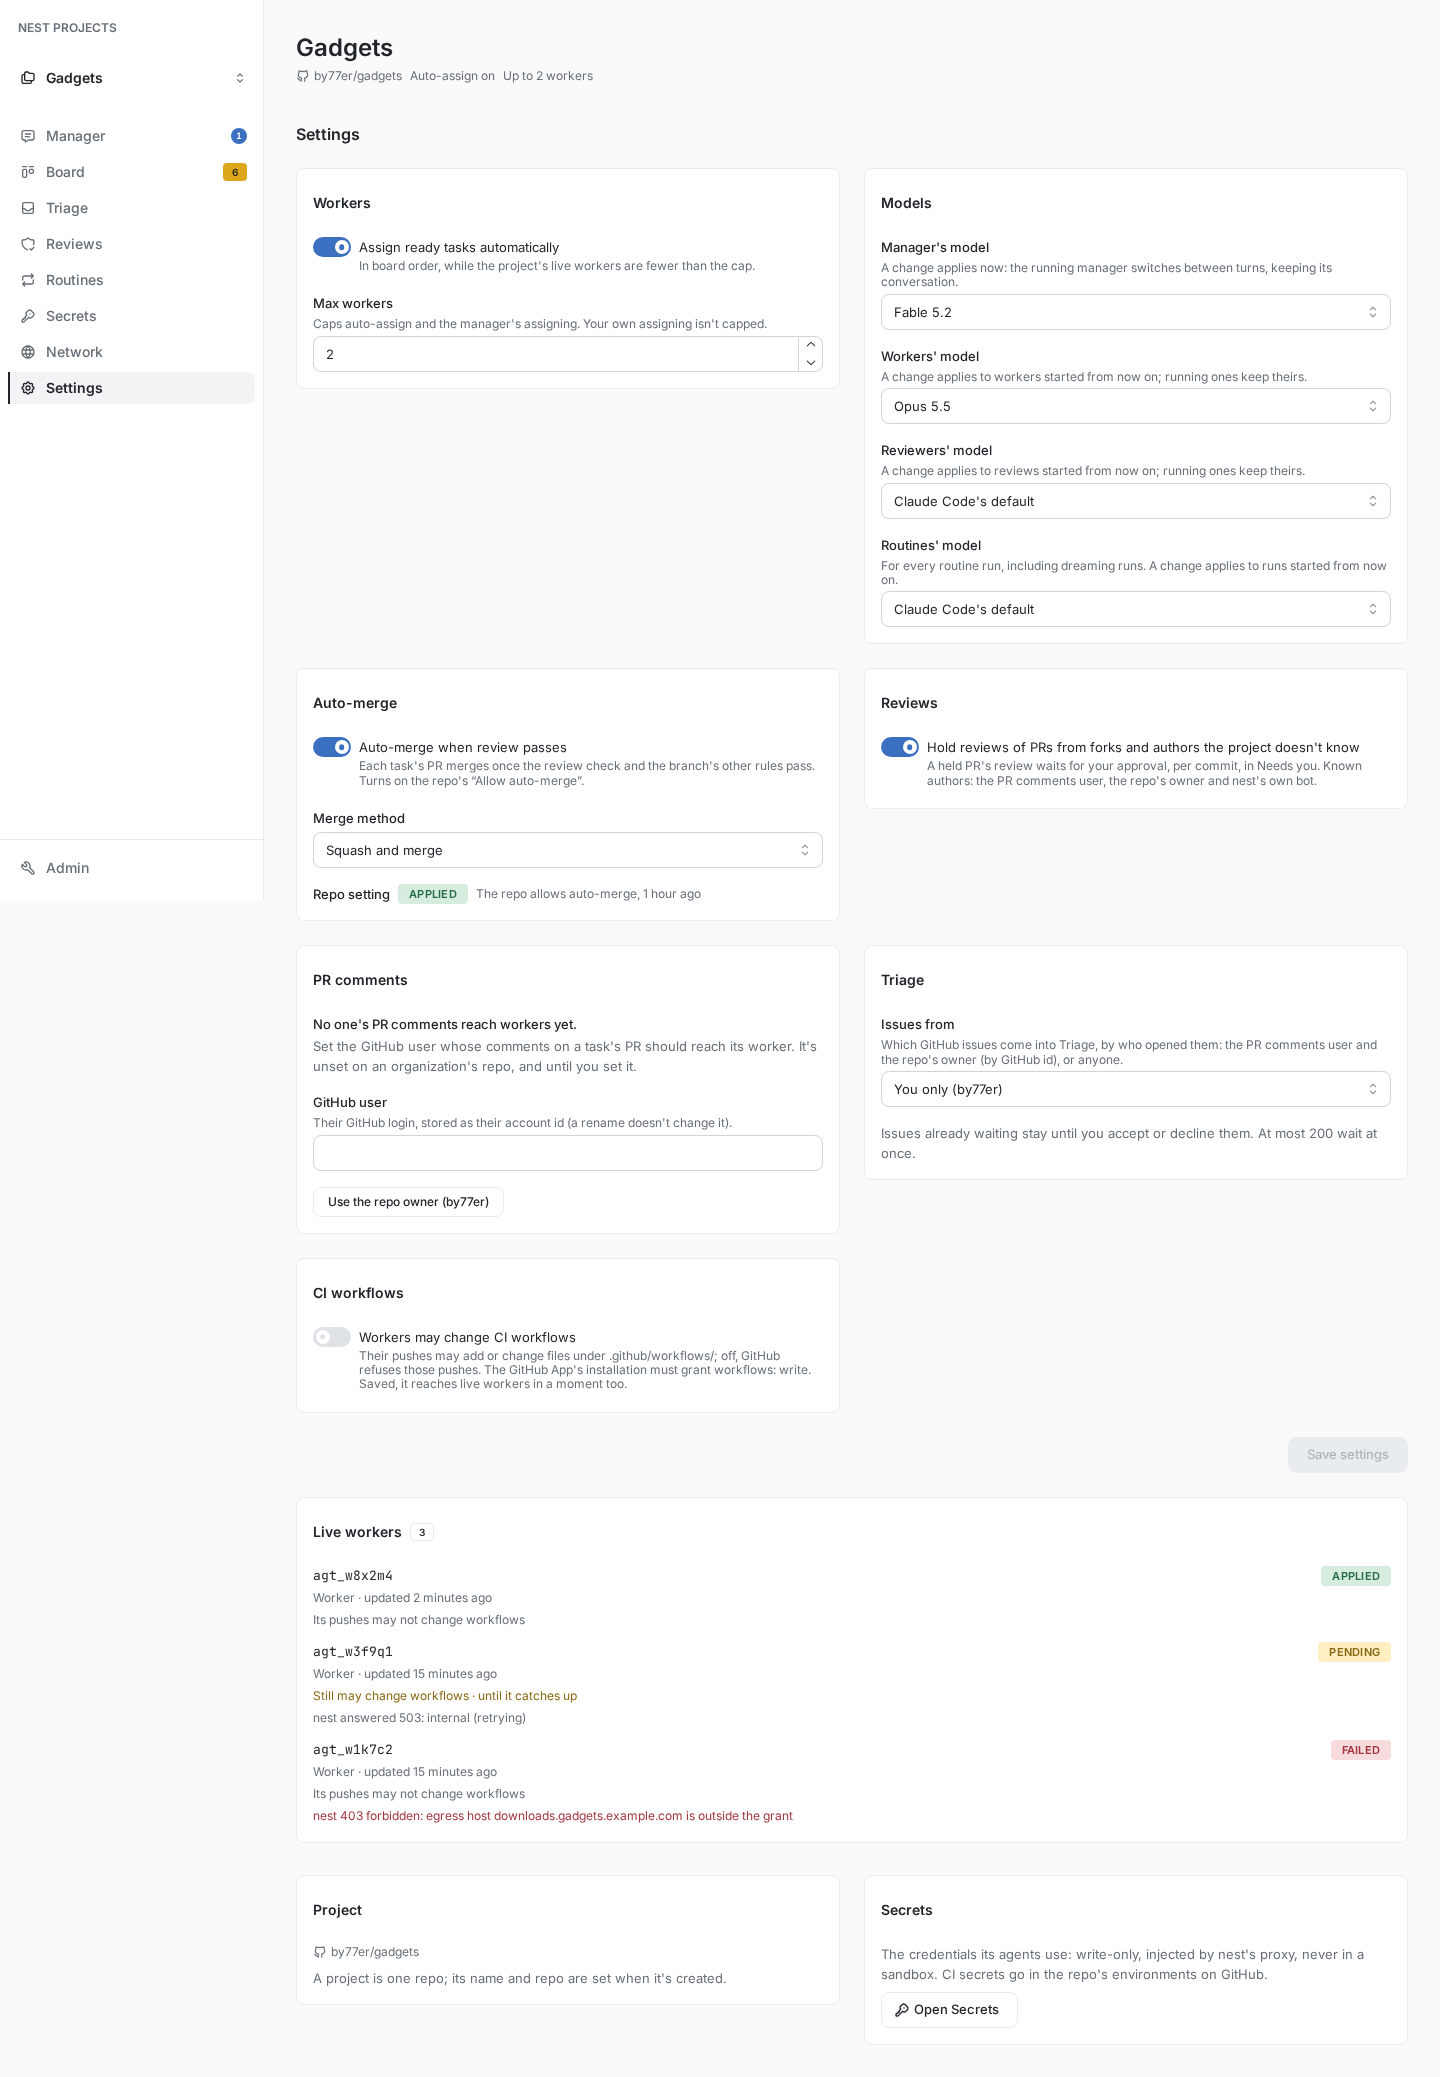 NEST PROJECTS
Gadgets
Manager
1
Board
6
Triage
Reviews
Routines
Secrets
Network
Settings
Admin
Gadgets
by77er/gadgets Auto-assign on Up to 2 workers
Settings
Workers
Assign ready tasks automatically
In board order, while the project's live workers are fewer than the cap.
Max workers
Caps auto-assign and the manager's assigning. Your own assigning isn't capped.
2
Models
Manager's model
A change applies now: the running manager switches between turns, keeping its
conversation.
Fable 5.2
Workers' model
A change applies to workers started from now on; running ones keep theirs.
Opus 5.5
Reviewers' model
A change applies to reviews started from now on; running ones keep theirs.
Claude Code's default
Routines' model
For every routine run, including dreaming runs. A change applies to runs started from now
on.
Claude Code's default
Auto-merge
Auto-merge when review passes
Each task's PR merges once the review check and the branch's other rules pass.
Turns on the repo's “Allow auto-merge”.
Merge method
Squash and merge
Repo setting APPLIED The repo allows auto-merge, 1 hour ago
Reviews
Hold reviews of PRs from forks and authors the project doesn't know
A held PR's review waits for your approval, per commit, in Needs you. Known
authors: the PR comments user, the repo's owner and nest's own bot.
PR comments
No one's PR comments reach workers yet.
Set the GitHub user whose comments on a task's PR should reach its worker. It's
unset on an organization's repo, and until you set it.
GitHub user
Their GitHub login, stored as their account id (a rename doesn't change it).
Use the repo owner (by77er)
Triage
Issues from
Which GitHub issues come into Triage, by who opened them: the PR comments user and
the repo's owner (by GitHub id), or anyone.
You only (by77er)
Issues already waiting stay until you accept or decline them. At most 200 wait at
once.
CI workflows
Workers may change CI workflows
Their pushes may add or change files under .github/workflows/; off, GitHub
refuses those pushes. The GitHub App's installation must grant workflows: write.
Saved, it reaches live workers in a moment too.
Save settings
Live workers 3
agt_w8x2m4 APPLIED
Worker · updated 2 minutes ago
Its pushes may not change workflows
agt_w3f9q1 PENDING
Worker · updated 15 minutes ago
Still may change workflows · until it catches up
nest answered 503: internal (retrying)
agt_w1k7c2 FAILED
Worker · updated 15 minutes ago
Its pushes may not change workflows
nest 403 forbidden: egress host downloads.gadgets.example.com is outside the grant
Project
by77er/gadgets
A project is one repo; its name and repo are set when it's created.
Secrets
The credentials its agents use: write-only, injected by nest's proxy, never in a
sandbox. CI secrets go in the repo's environments on GitHub.
Open Secrets